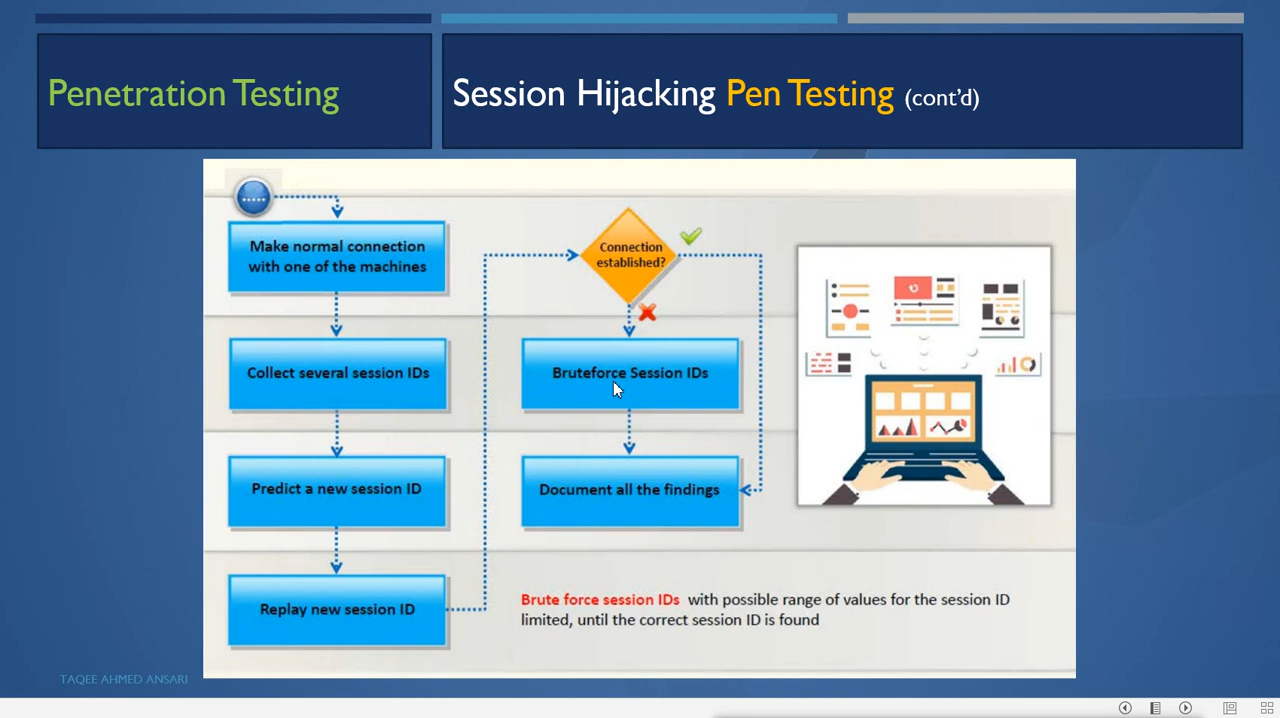 Penetration Testing
Session Hijacking Pen Testing (cont'd)
Make normal connection
with one of the machines
Collect several session IDs
Predict a new session ID
Replay new session ID
Connection
established?
Bruteforce Session IDs
Document all the findings
Brute force session IDs with possible range of values for the session ID
limited, until the correct session ID is found
TAQEE AHMED ANSARI